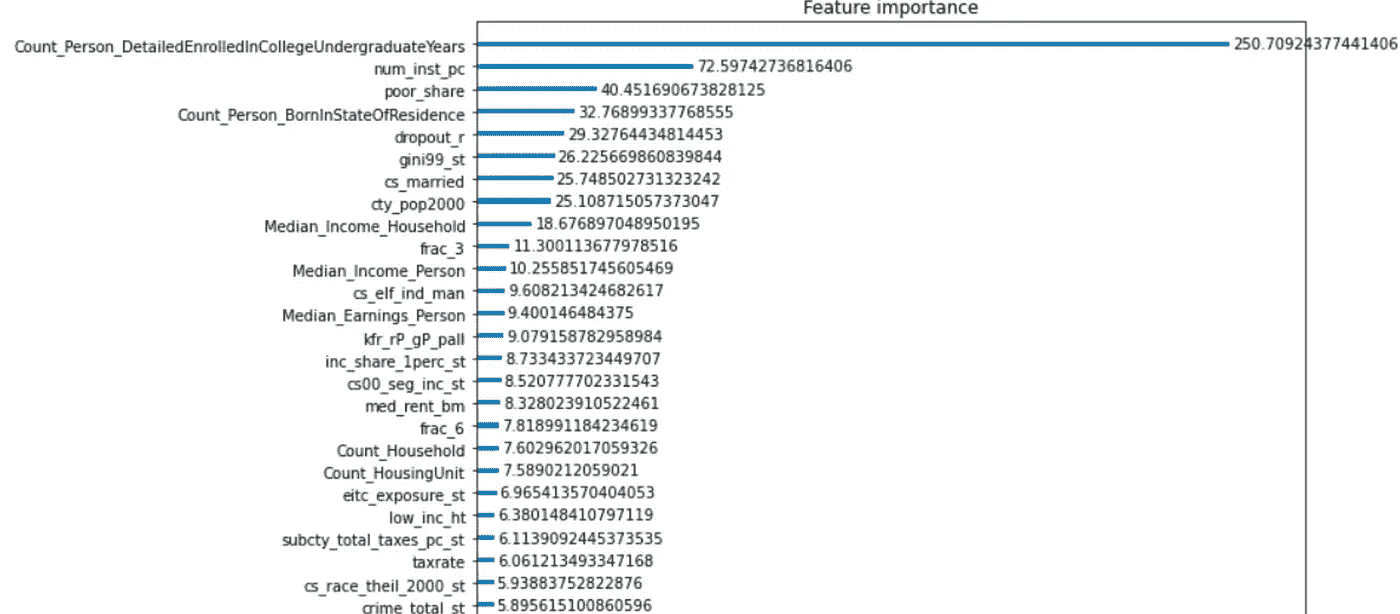 Feature importance
Count_Person_DetailedEnrolledInCollegeUndergraduateYears 250.70924377441406
num_inst_pc 72.59742736816406
poor_share 40.451690673828125
Count_Person_BornInStateOfResidence 32.76899337768555
dropout_r 29.32764434814453
gini99_st 26.225669860839844
cs_married 25.748502731323242
cty_pop2000 25.108715057373047
Median_Income_Household 18.676897048950195
frac_3 11.300113677978516
Median_Income_Person 10.255851745605469
cs_elf_ind_man 9.608213424682617
Median_Earnings_Person 9.400146484375
kfr_rP_gP_pall 9.079158782958984
inc_share_1perc_st 8.733433723449707
cs00_seg_inc_st 8.520777702331543
med_rent_bm 8.328023910522461
frac_6 7.818991184234619
Count_Household 7.602962017059326
Count_HousingUnit 7.5890212059021
eitc_exposure_st 6.965413570404053
low_inc_ht 6.380148410797119
subcty_total_taxes_pc_st 6.1139092445373535
taxrate 6.061213493347168
cs_race_theil_2000_st 5.93883752822876
crime_total_st 5.895615100860596